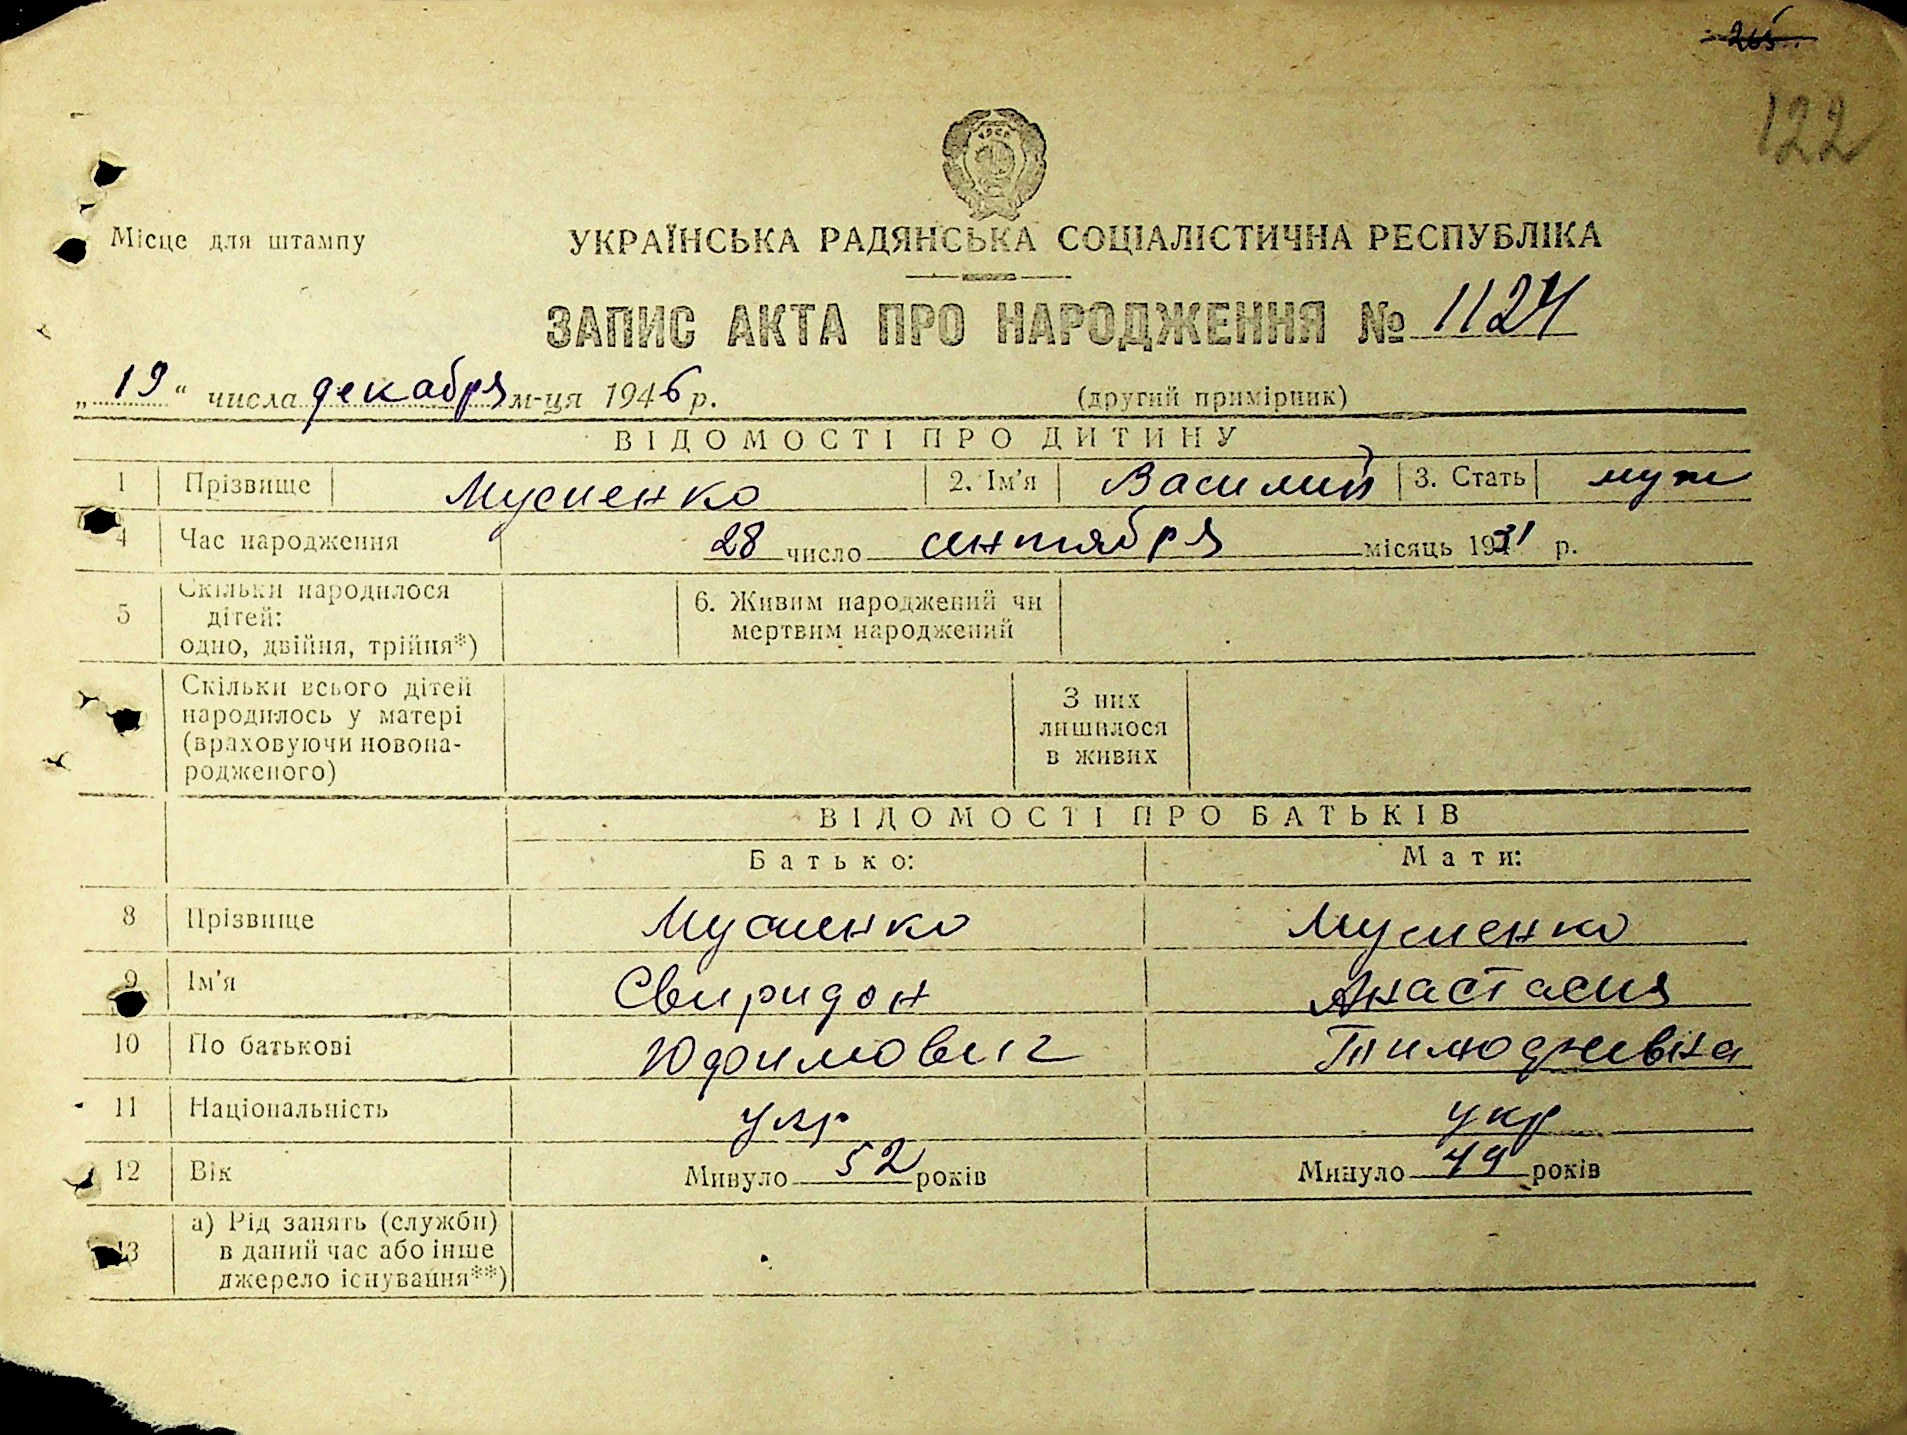 265
122
УРСР
Місце для штампу
УКРАЇНСЬКА РАДЯНСЬКА СОЦІАЛІСТИЧНА РЕСПУБЛІКА
ЗАПИС АКТА ПРО НАРОДЖЕННЯ № 1124
„19“ числа декабря м-ця 1946 р. (другий примірник)
ВІДОМОСТІ ПРО ДИТИНУ
1 Прізвище Мусиенко 2. Ім'я Василий 3. Стать муж
4 Час народження 28 число сентября місяць 1931 р.
5 Скільки народилося дітей: одно, двійня, трійня*)
6. Живим народжений чи мертвим народжений
Скільки всього дітей
народилось у матері
(враховуючи новона-
родженого)
З них
лишилося
в живих
ВІДОМОСТІ ПРО БАТЬКІВ
Батько: Мати:
8 Прізвище Мусиенко Мусиенко
9 Ім'я Свиридон Анастасия
10 По батькові Юфимович
11 Національність укр укр
12 Вік Минуло 52 років Минуло 49 років
13 а) Рід занять (служби)
в даний час або інше
джерело існування**)